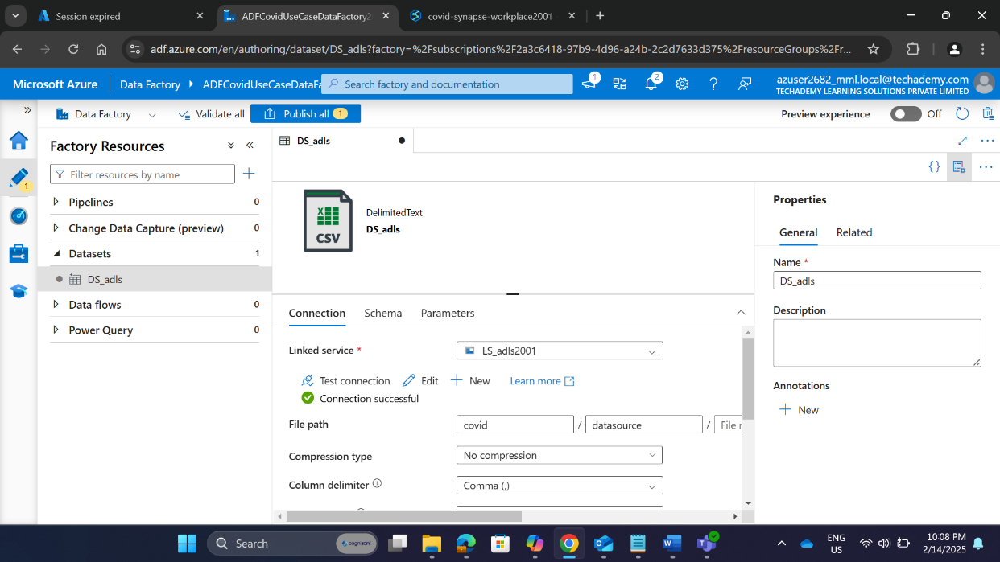 Session expired
ADFCovidUseCaseDataFactory2
covid-synapse-workplace2001
adf.azure.com/en/authoring/dataset/DS_adls?factory=%2Fsubscriptions%2F2a3c6418-97b9-4d96-a24b-2c2d7633d375%2FresourceGroups%2Fr...
Microsoft Azure
Data Factory
ADFCovidUseCaseDataFa
Search factory and documentation
1
2
azuser2682_mml.local@techademy.com
TECHADEMY LEARNING SOLUTIONS PRIVATE LIMITED
Data Factory
Validate all
Publish all 1
Preview experience
Off
1
Factory Resources
Filter resources by name
Pipelines 0
Change Data Capture (preview) 0
Datasets 1
DS_adls
Data flows 0
Power Query 0
DS_adls
CSV
DelimitedText
DS_adls
Connection Schema Parameters
Linked service *
LS_adls2001
Test connection Edit New Learn more
Connection successful
File path
covid / datasource / File
Compression type
No compression
Column delimiter
Comma (,)
Properties
General Related
Name *
DS_adls
Description
Annotations
New
Search
cognizant
ENG
US
10:08 PM
2/14/2025